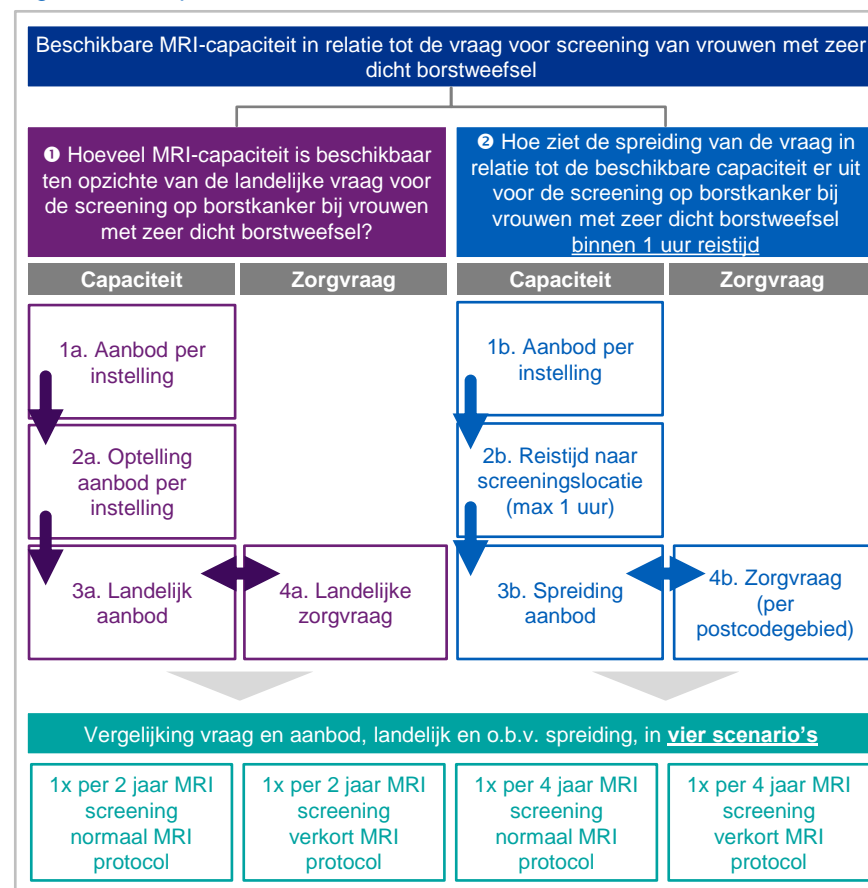 Beschikbare MRI-capaciteit in relatie tot de vraag voor screening van vrouwen met zeer
dicht borstweefsel
❶ Hoeveel MRI-capaciteit is beschikbaar
ten opzichte van de landelijke vraag voor
de screening op borstkanker bij vrouwen
met zeer dicht borstweefsel?
❷ Hoe ziet de spreiding van de vraag in
relatie tot de beschikbare capaciteit er uit
voor de screening op borstkanker bij
vrouwen met zeer dicht borstweefsel
binnen 1 uur reistijd
Capaciteit
Zorgvraag
Capaciteit
Zorgvraag
1a. Aanbod per
instelling
2a. Optelling
aanbod per
instelling
3a. Landelijk
aanbod
4a. Landelijke
zorgvraag
1b. Aanbod per
instelling
2b. Reistijd naar
screeningslocatie
(max 1 uur)
3b. Spreiding
aanbod
4b. Zorgvraag
(per
postcodegebied)
Vergelijking vraag en aanbod, landelijk en o.b.v. spreiding, in vier scenario's
1x per 2 jaar MRI
screening
normaal MRI
protocol
1x per 2 jaar MRI
screening
verkort MRI
protocol
1x per 4 jaar MRI
screening
normaal MRI
protocol
1x per 4 jaar MRI
screening
verkort MRI
protocol